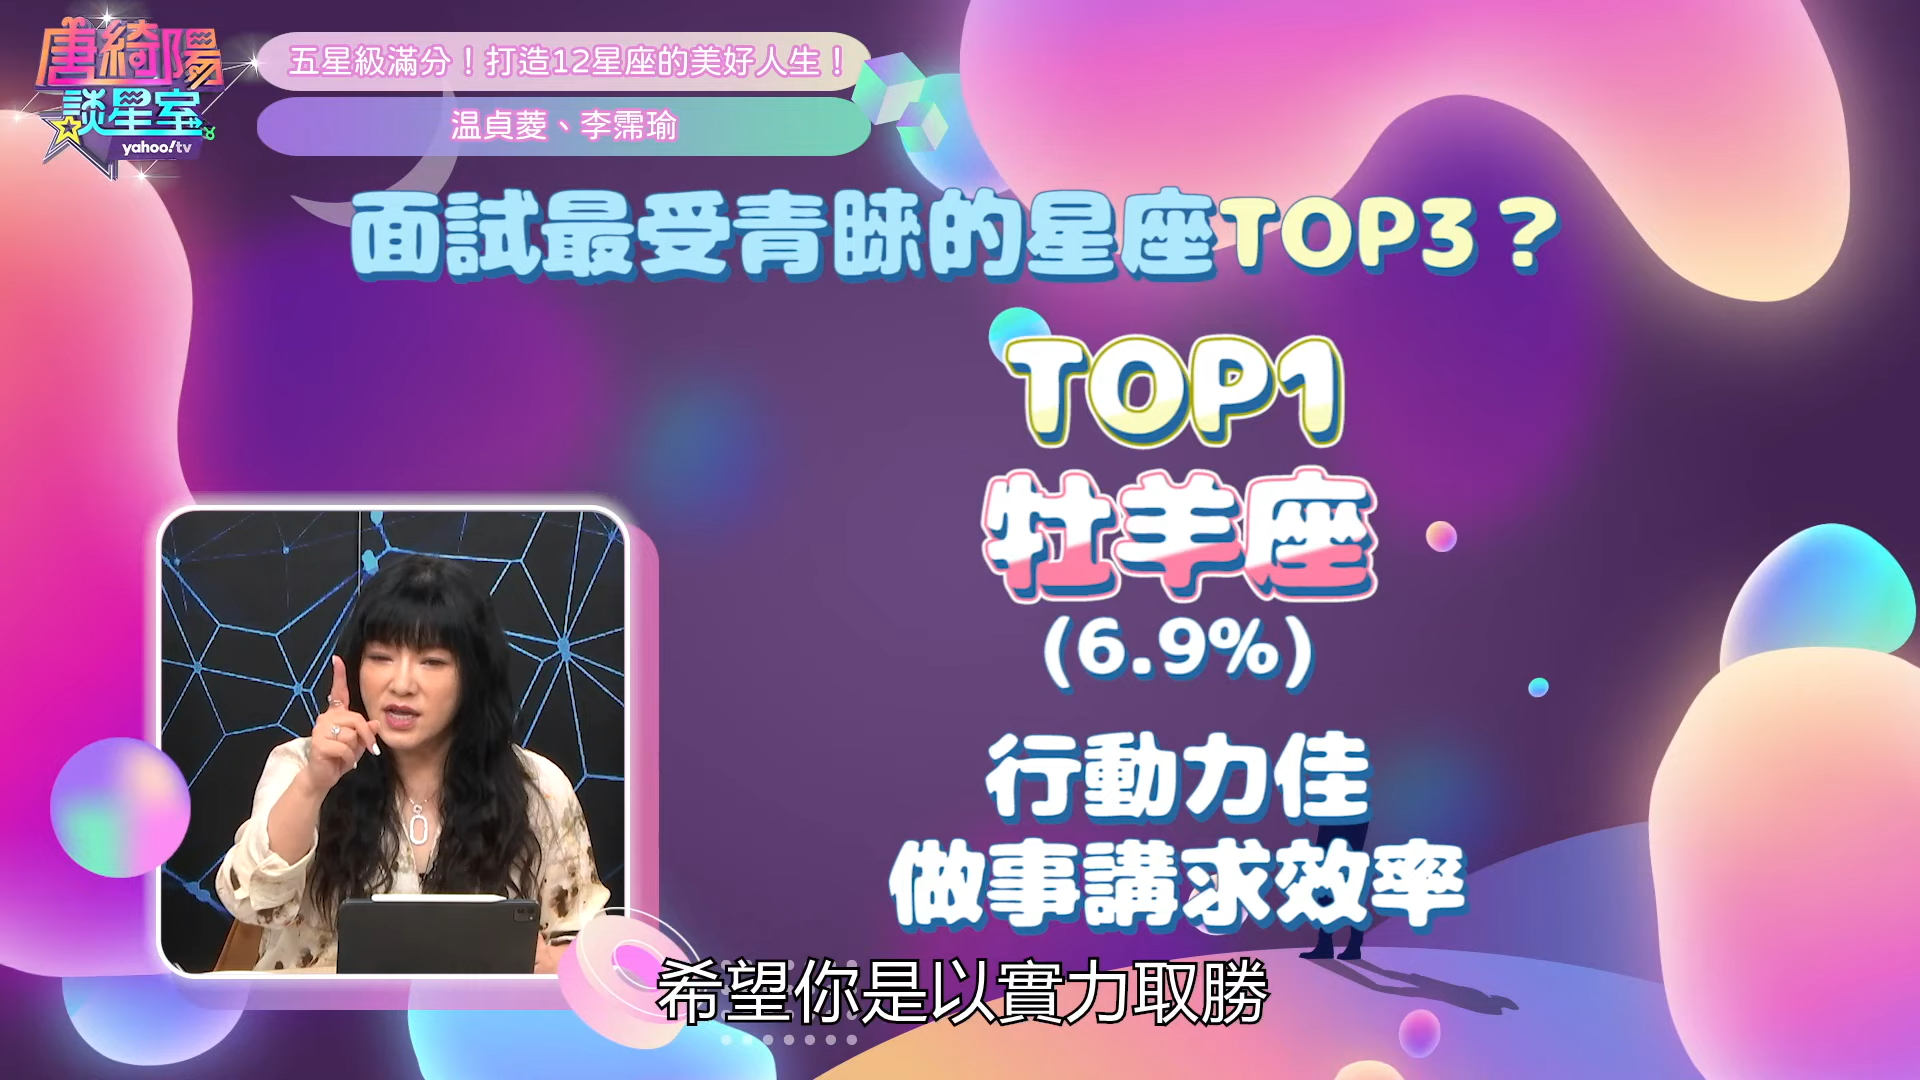 唐綺陽
談星室
yahoo!tv
五星級滿分！打造12星座的美好人生！
温貞菱、李霈瑜
面試最受青睞的星座TOP3？
TOP1
牡羊座
(6.9%)
行動力佳
做事講求效率
希望你是以實力取勝